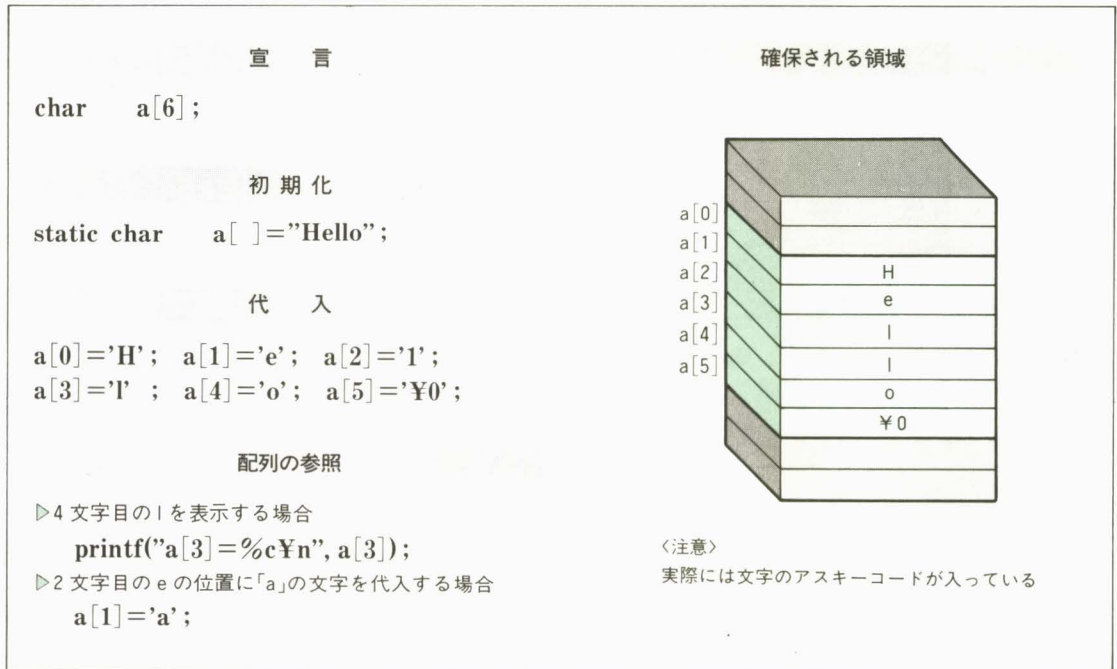 宣　言
char　a[6];
初期化
static char　a[ ]=”Hello”;
代　入
a[0]=’H’; a[1]=’e’; a[2]=’1’;
a[3]=’l’ ; a[4]=’o’; a[5]=’¥0’;
配列の参照
▷4文字目のlを表示する場合
printf(”a[3]=%c¥n”, a[3]);
▷2文字目のeの位置に「a」の文字を代入する場合
a[1]=’a’;
確保される領域
a[0]
a[1]
a[2]
a[3]
a[4]
a[5]
H
e
l
l
o
¥0
〈注意〉
実際には文字のアスキーコードが入っている